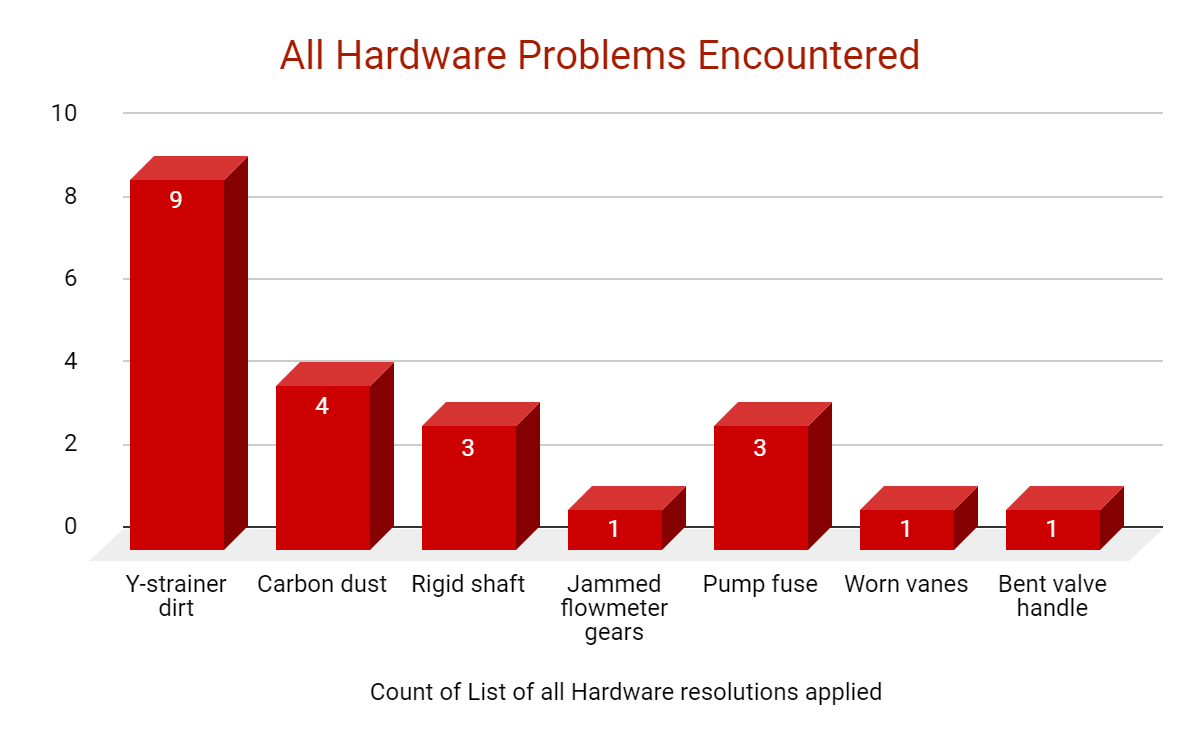 All Hardware Problems Encountered
10
8
6
4
2
0
9
4
3
1
3
1
1
Y-strainer
dirt
Carbon dust
Rigid shaft
Jammed
flowmeter
gears
Pump fuse
Worn vanes
Bent valve
handle
Count of List of all Hardware resolutions applied